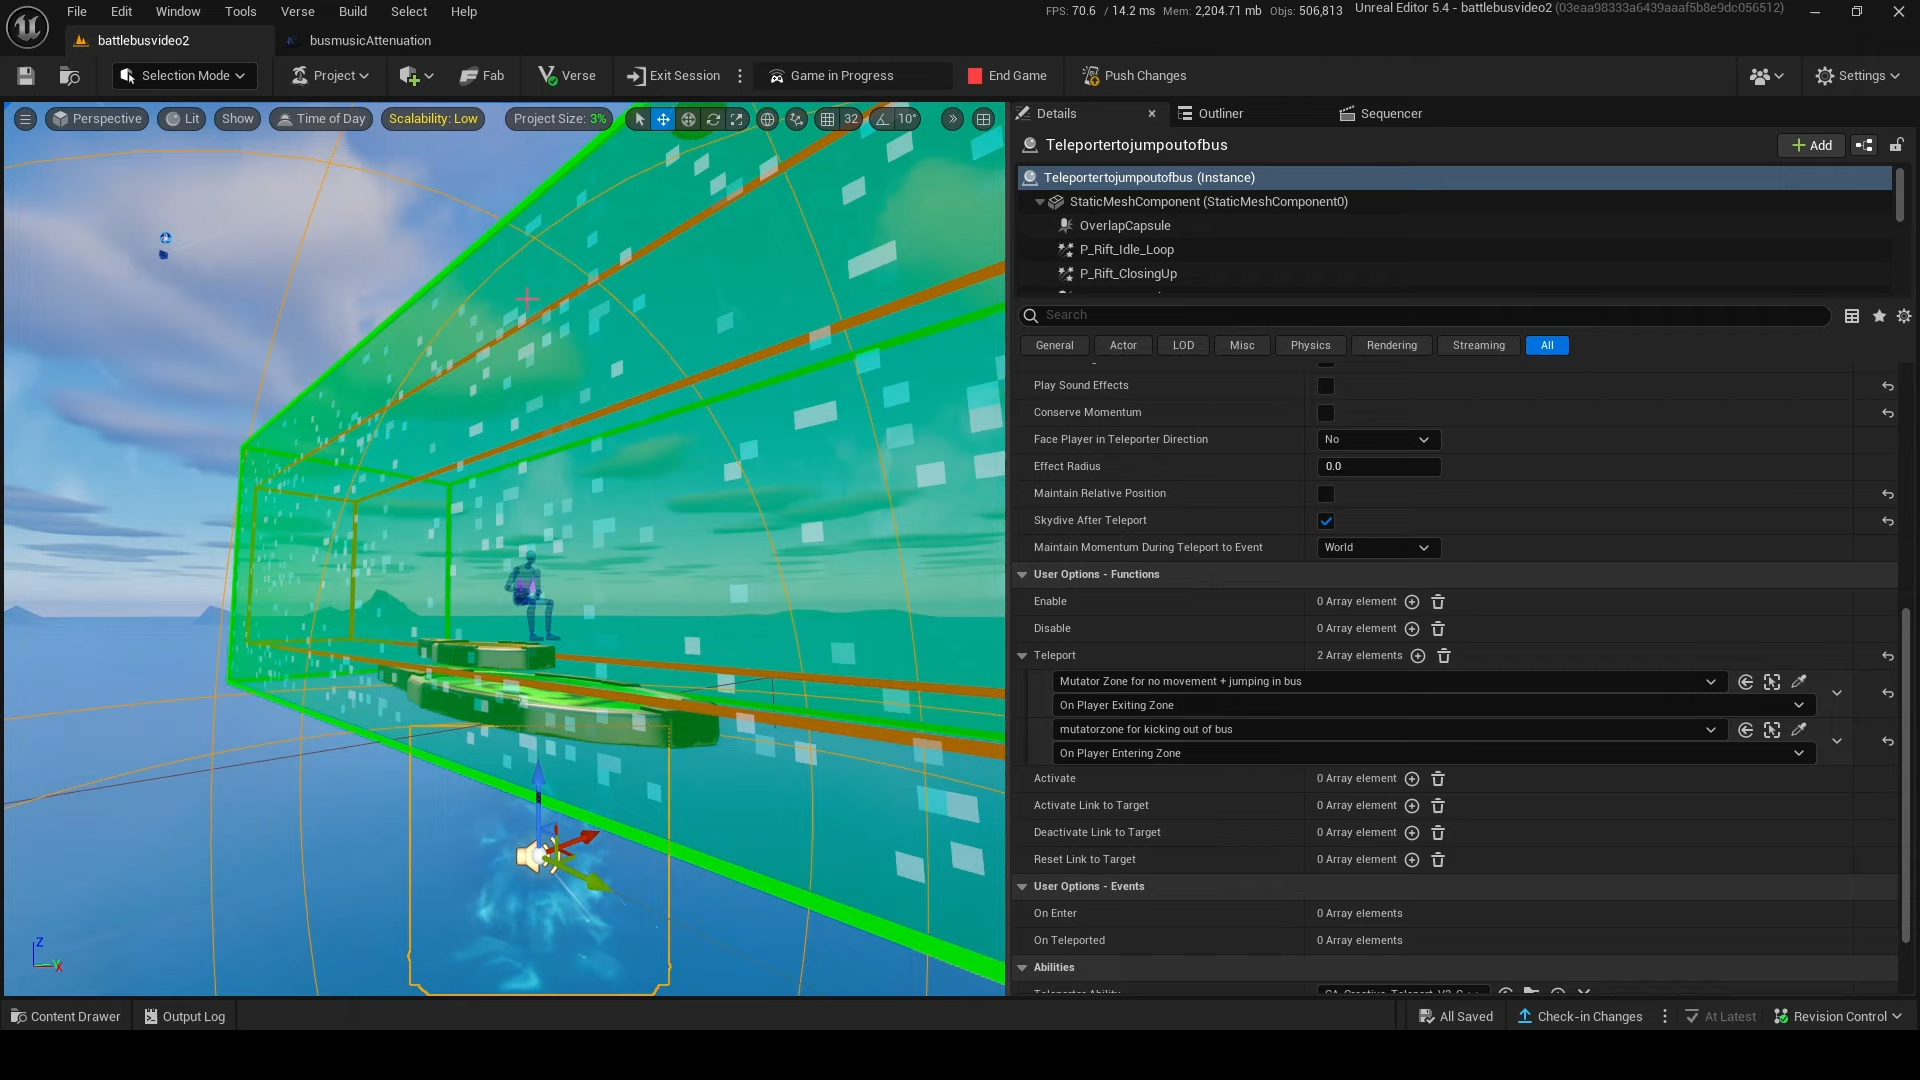 File Edit Window Tools Verse Build Select Help
FPS: 70.6 / 14.2 ms Mem: 2,204.71 mb Objs: 506,813 Unreal Editor 5.4 - battlebusvideo2 (03eaa98333a6439aaaf5b8e9dc056512)
battlebusvideo2 busmusicAttenuation
Selection Mode Project Fab Verse Exit Session Game in Progress End Game Push Changes Settings
Perspective Lit Show Time of Day Scalability: Low Project Size: 3% 32 10°
Details Outliner Sequencer
Teleportertojumpoutofbus Add
Teleportertojumpoutofbus (Instance)
StaticMeshComponent (StaticMeshComponent0)
OverlapCapsule
P_Rift_Idle_Loop
P_Rift_ClosingUp
Search
General Actor LOD Misc Physics Rendering Streaming All
Play Sound Effects
Conserve Momentum
Face Player in Teleporter Direction No
Effect Radius 0.0
Maintain Relative Position
Skydive After Teleport
Maintain Momentum During Teleport to Event World
User Options - Functions
Enable 0 Array element
Disable 0 Array element
Teleport 2 Array elements
Mutator Zone for no movement + jumping in bus
On Player Exiting Zone
mutatorzone for kicking out of bus
On Player Entering Zone
Activate 0 Array element
Activate Link to Target 0 Array element
Deactivate Link to Target 0 Array element
Reset Link to Target 0 Array element
User Options - Events
On Enter 0 Array elements
On Teleported 0 Array elements
Abilities
Z
Y
X
Content Drawer Output Log All Saved Check-in Changes At Latest Revision Control